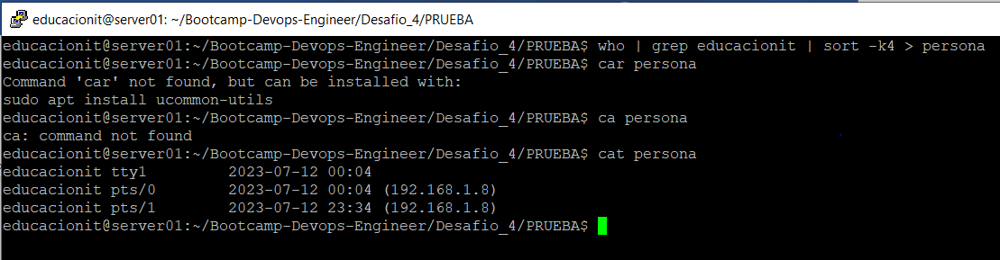 educacionit@server01: ~/Bootcamp-Devops-Engineer/Desafio_4/PRUEBA
educacionit@server01:~/Bootcamp-Devops-Engineer/Desafio_4/PRUEBA$ who | grep educacionit | sort -k4 > persona
educacionit@server01:~/Bootcamp-Devops-Engineer/Desafio_4/PRUEBA$ car persona
Command 'car' not found, but can be installed with:
sudo apt install ucommon-utils
educacionit@server01:~/Bootcamp-Devops-Engineer/Desafio_4/PRUEBA$ ca persona
ca: command not found
educacionit@server01:~/Bootcamp-Devops-Engineer/Desafio_4/PRUEBA$ cat persona
educacionit tty1         2023-07-12 00:04
educacionit pts/0        2023-07-12 00:04 (192.168.1.8)
educacionit pts/1        2023-07-12 23:34 (192.168.1.8)
educacionit@server01:~/Bootcamp-Devops-Engineer/Desafio_4/PRUEBA$